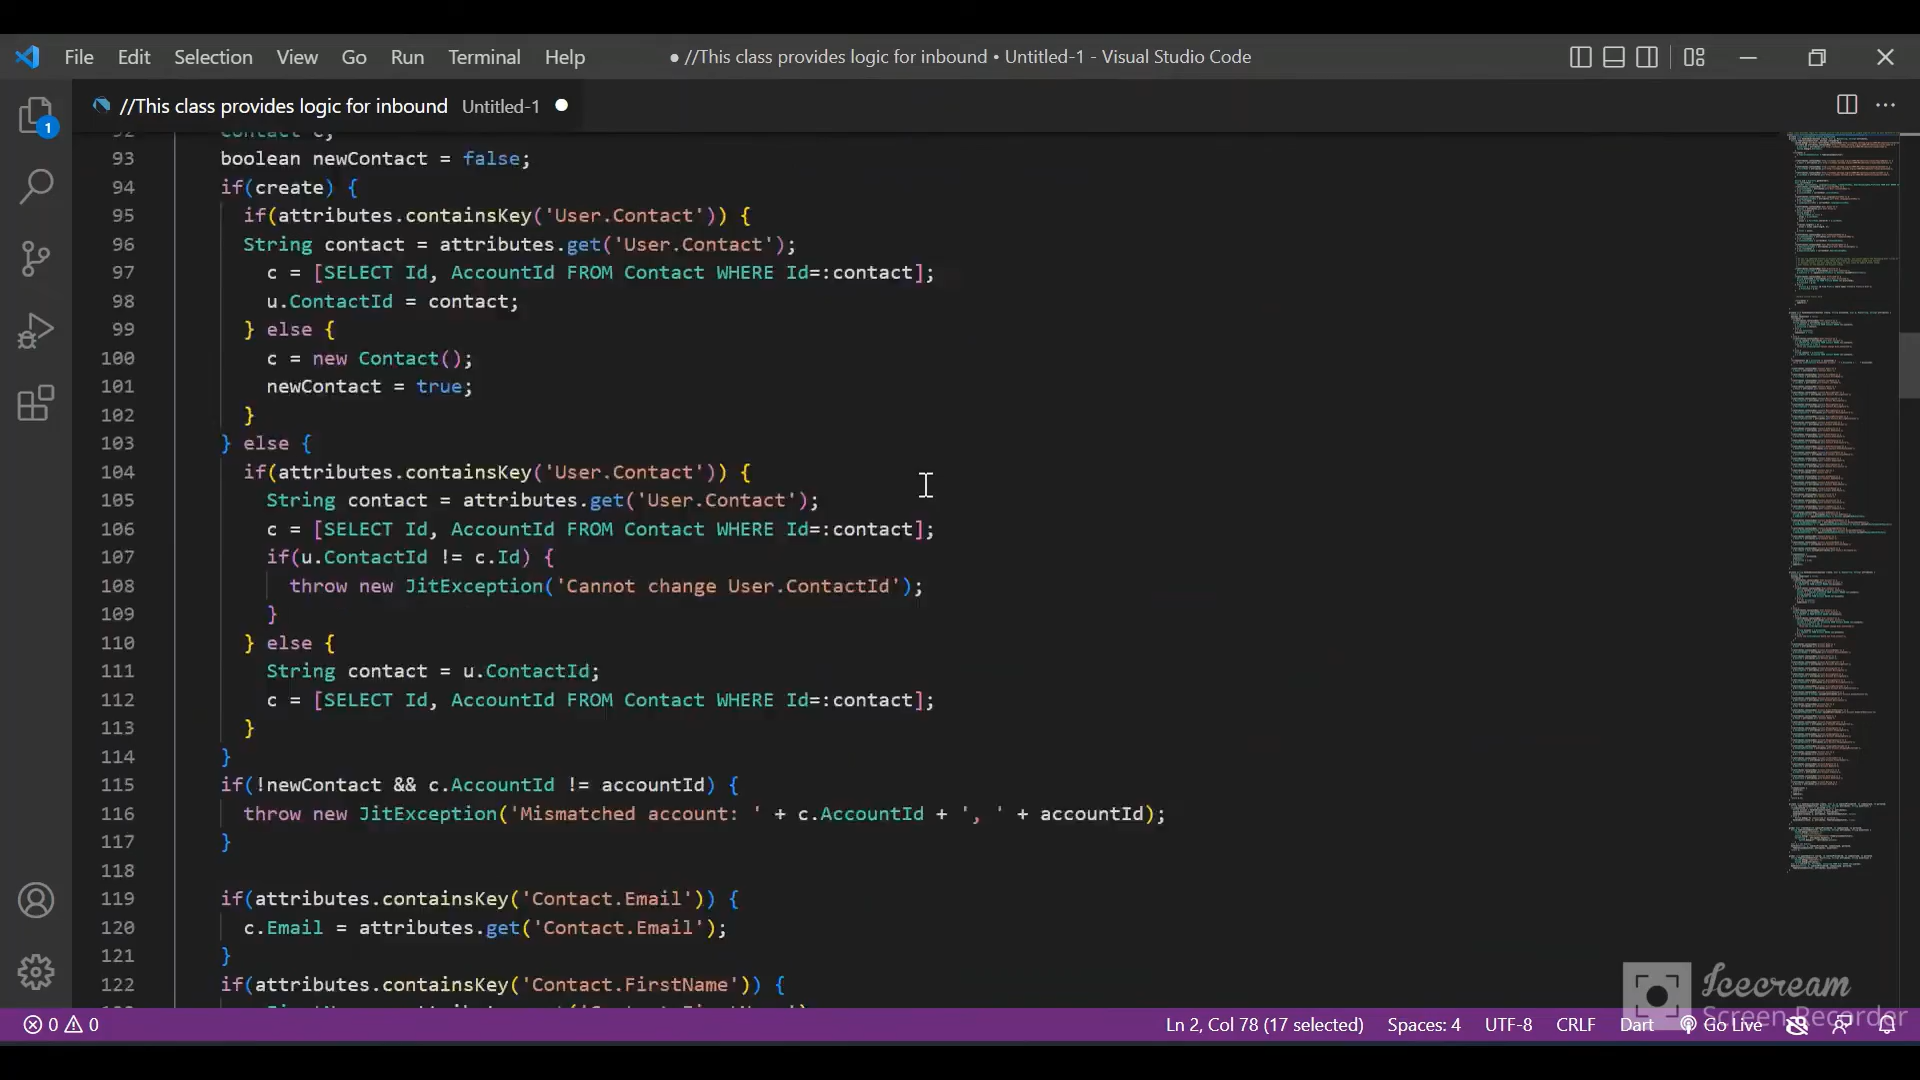 File Edit Selection View Go Run Terminal Help
● //This class provides logic for inbound • Untitled-1 - Visual Studio Code
//This class provides logic for inbound Untitled-1
1
92 Contact c;
93 boolean newContact = false;
94 if(create) {
95 if(attributes.containsKey('User.Contact')) {
96 String contact = attributes.get('User.Contact');
97 c = [SELECT Id, AccountId FROM Contact WHERE Id=:contact];
98 u.ContactId = contact;
99 } else {
100 c = new Contact();
101 newContact = true;
102 }
103 } else {
104 if(attributes.containsKey('User.Contact')) {
105 String contact = attributes.get('User.Contact');
106 c = [SELECT Id, AccountId FROM Contact WHERE Id=:contact];
107 if(u.ContactId != c.Id) {
108 throw new JitException('Cannot change User.ContactId');
109 }
110 } else {
111 String contact = u.ContactId;
112 c = [SELECT Id, AccountId FROM Contact WHERE Id=:contact];
113 }
114 }
115 if(!newContact && c.AccountId != accountId) {
116 throw new JitException('Mismatched account: ' + c.AccountId + ', ' + accountId);
117 }
118
119 if(attributes.containsKey('Contact.Email')) {
120 c.Email = attributes.get('Contact.Email');
121 }
122 if(attributes.containsKey('Contact.FirstName')) {
Icecream
Screen Recorder
0 0 Ln 2, Col 78 (17 selected) Spaces: 4 UTF-8 CRLF Dart Go Live